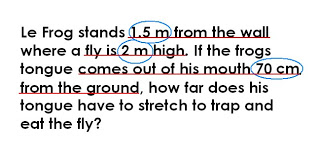 Le Frog stands 1.5 m from the wall
where a fly is 2 m high. If the frogs
tongue comes out of his mouth 70 cm
from the ground, how far does his
tongue have to stretch to trap and
eat the fly?